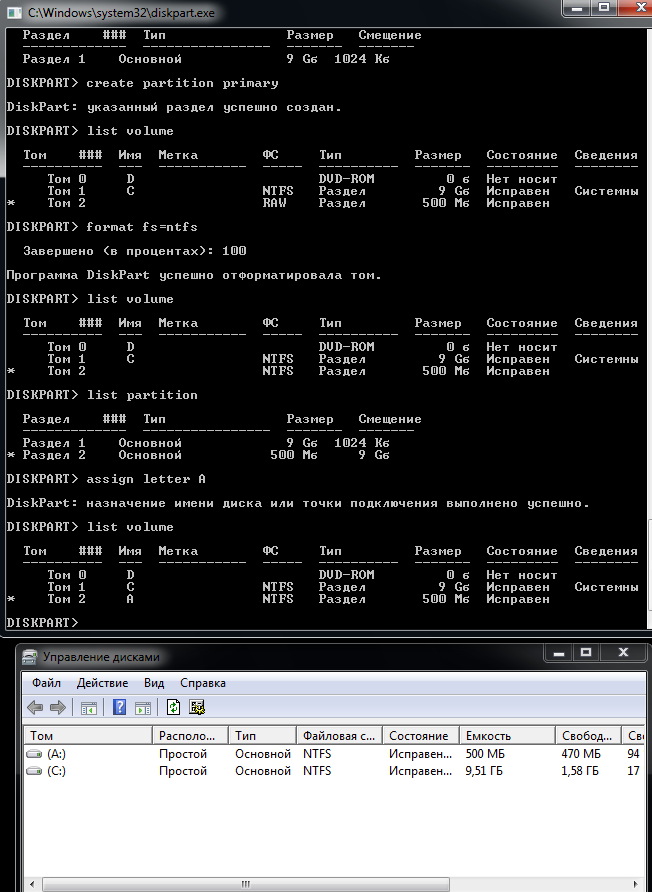 C:\Windows\system32\diskpart.exe
Раздел ### Тип Размер Смещение
------------- ---------------- ------- --------
Раздел 1 Основной 9 Gб 1024 Kб
DISKPART> create partition primary
DiskPart: указанный раздел успешно создан.
DISKPART> list volume
Том ### Имя Метка ФС Тип Размер Состояние Сведения
Том 0 D DVD-ROM 0 б Нет носит
Том 1 C NTFS Раздел 9 Gб Исправен Системны
* Том 2 RAW Раздел 500 Mб Исправен
DISKPART> format fs=ntfs
Завершено (в процентах): 100
Программа DiskPart успешно отформатировала том.
DISKPART> list volume
Том ### Имя Метка ФС Тип Размер Состояние Сведения
Том 0 D DVD-ROM 0 б Нет носит
Том 1 C NTFS Раздел 9 Gб Исправен Системны
* Том 2 NTFS Раздел 500 Mб Исправен
DISKPART> list partition
Раздел ### Тип Размер Смещение
Раздел 1 Основной 9 Gб 1024 Kб
* Раздел 2 Основной 500 Mб 9 Gб
DISKPART> assign letter A
DiskPart: назначение имени диска или точки подключения выполнено успешно.
DISKPART> list volume
Том ### Имя Метка ФС Тип Размер Состояние Сведения
Том 0 D DVD-ROM 0 б Нет носит
Том 1 C NTFS Раздел 9 Gб Исправен Системны
* Том 2 A NTFS Раздел 500 Mб Исправен
DISKPART>
Управление дисками
Файл Действие Вид Справка
Том Располо... Тип Файловая с... Состояние Емкость Свобод... Св
(A:) Простой Основной NTFS Исправен... 500 МБ 470 МБ 94
(C:) Простой Основной NTFS Исправен... 9,51 ГБ 1,58 ГБ 17